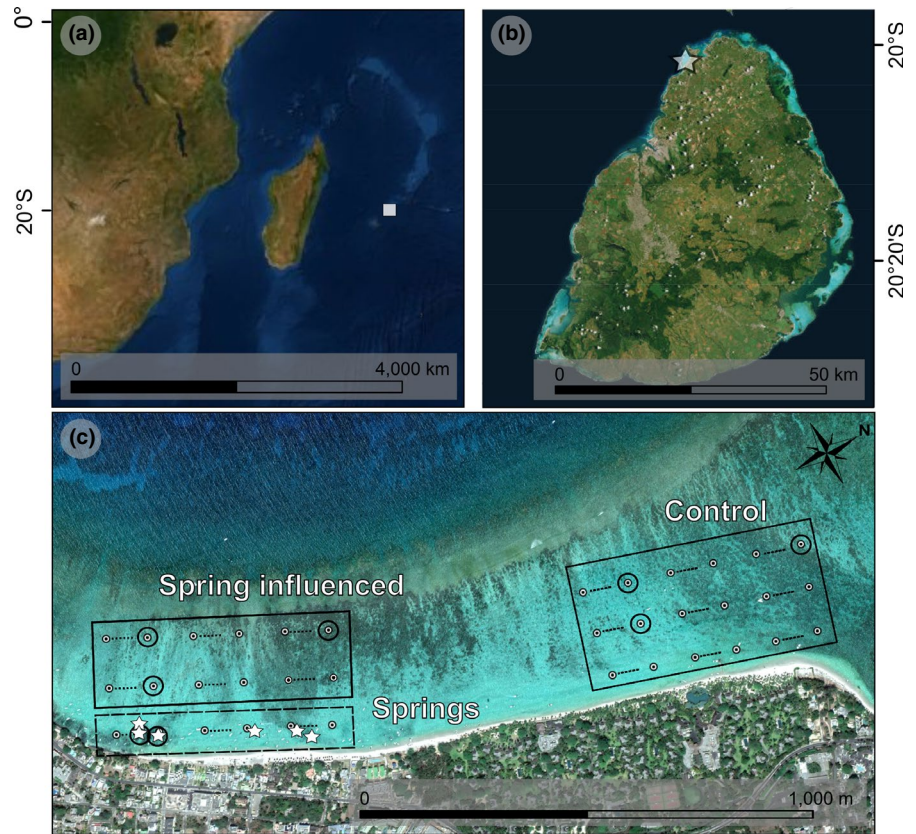 (a)
0°
20°S
0 4,000 km
(b)
20°S
20°20'S
0 50 km
(c)
N
Control
Spring influenced
Springs
0 1,000 m